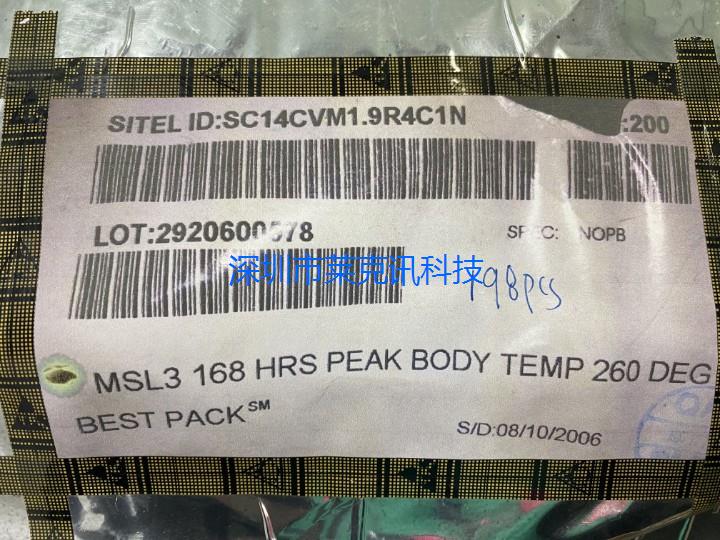 SITEL ID:SC14CVM1.9R4C1N
:200
LOT:2920600578
SPEC: NOPB
深圳市莱克讯科技
198pcs
MSL3 168 HRS PEAK BODY TEMP 260 DEG
BEST PACK℠
S/D:08/10/2006